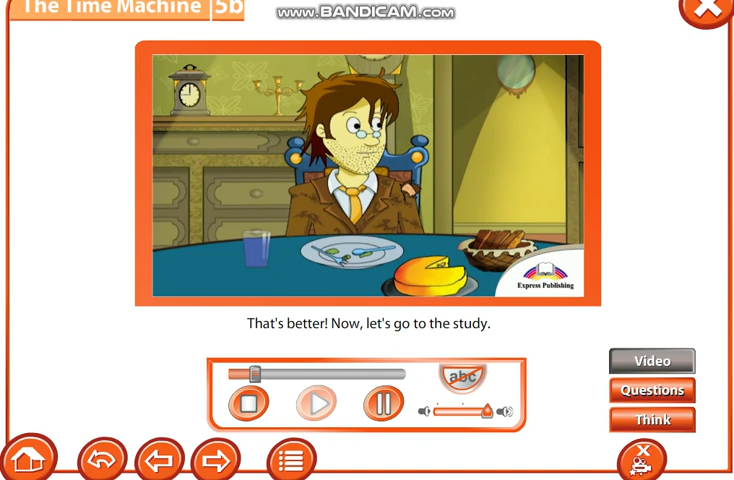 The Time Machine |5b
www.BANDICAM.com
Express Publishing
That's better! Now, let's go to the study.
abc
Video
Questions
Think
X